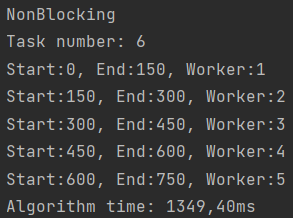 NonBlocking
Task number: 6
Start:0, End:150, Worker:1
Start:150, End:300, Worker:2
Start:300, End:450, Worker:3
Start:450, End:600, Worker:4
Start:600, End:750, Worker:5
Algorithm time: 1349,40ms